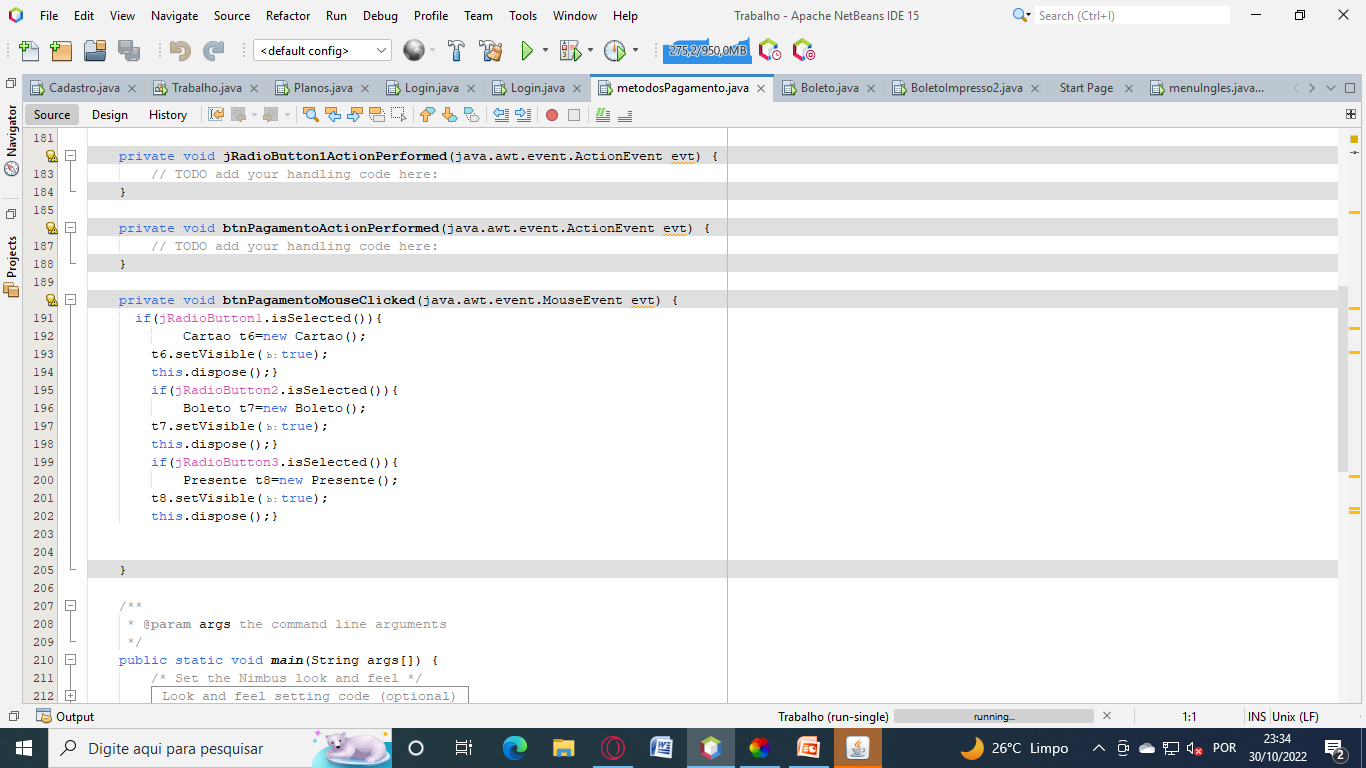 File Edit View Navigate Source Refactor Run Debug Profile Team Tools Window Help Trabalho - Apache NetBeans IDE 15 Search (Ctrl+I)
<default config> 275,2/950,0MB
Cadastro.java Trabalho.java Planos.java Login.java Login.java metodosPagamento.java Boleto.java BoletoImpresso2.java Start Page menuIngles.java...
Source Design History
Navigator
Projects
181
private void jRadioButton1ActionPerformed(java.awt.event.ActionEvent evt) {
183 // TODO add your handling code here:
184 }
185
private void btnPagamentoActionPerformed(java.awt.event.ActionEvent evt) {
187 // TODO add your handling code here:
188 }
189
private void btnPagamentoMouseClicked(java.awt.event.MouseEvent evt) {
191 if(jRadioButton1.isSelected()){
192 Cartao t6=new Cartao();
193 t6.setVisible(b:true);
194 this.dispose();}
195 if(jRadioButton2.isSelected()){
196 Boleto t7=new Boleto();
197 t7.setVisible(b:true);
198 this.dispose();}
199 if(jRadioButton3.isSelected()){
200 Presente t8=new Presente();
201 t8.setVisible(b:true);
202 this.dispose();}
203
204
205 }
206
207 /**
208 * @param args the command line arguments
209 */
210 public static void main(String args[]) {
211 /* Set the Nimbus look and feel */
212 Look and feel setting code (optional)
Output Trabalho (run-single) running... 1:1 INS Unix (LF)
Digite aqui para pesquisar 26°C Limpo POR 23:34
30/10/2022 2